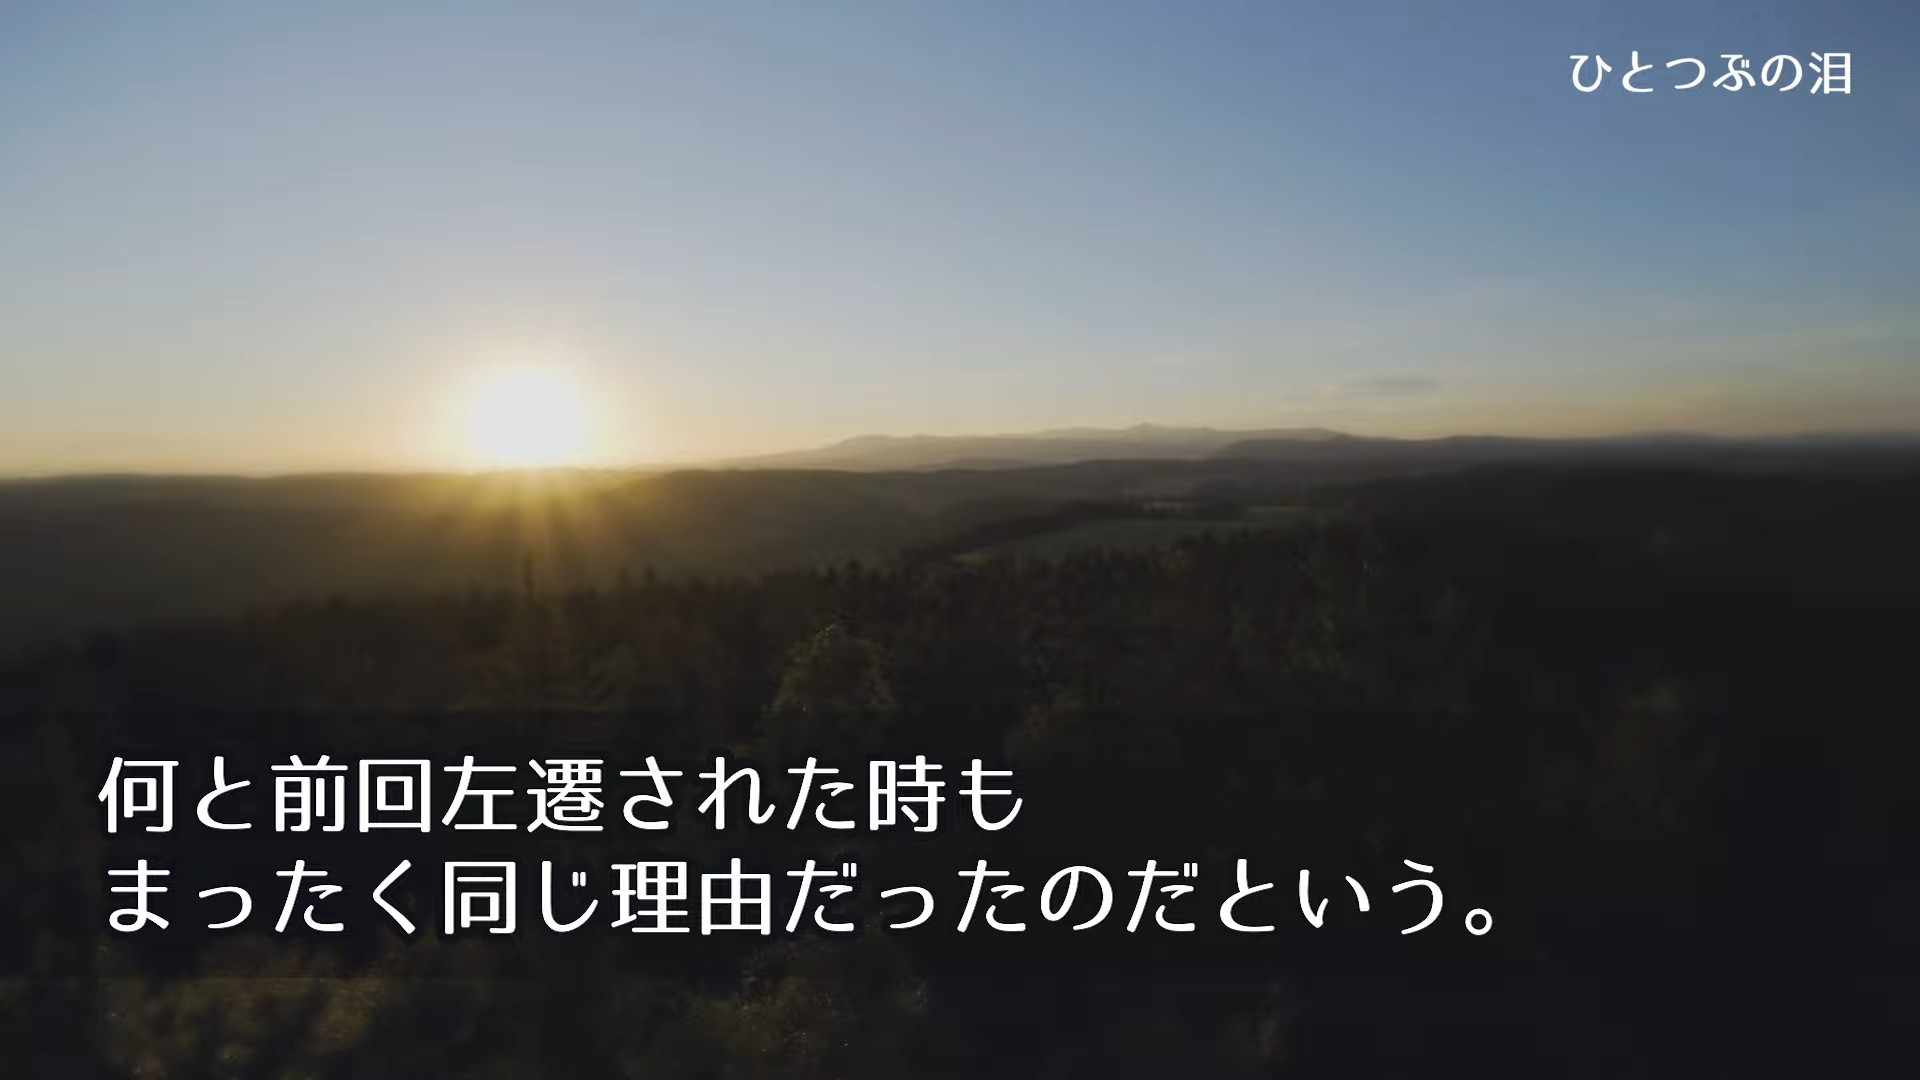 ひとつぶの泪
何と前回左遷された時も
まったく同じ理由だったのだという。